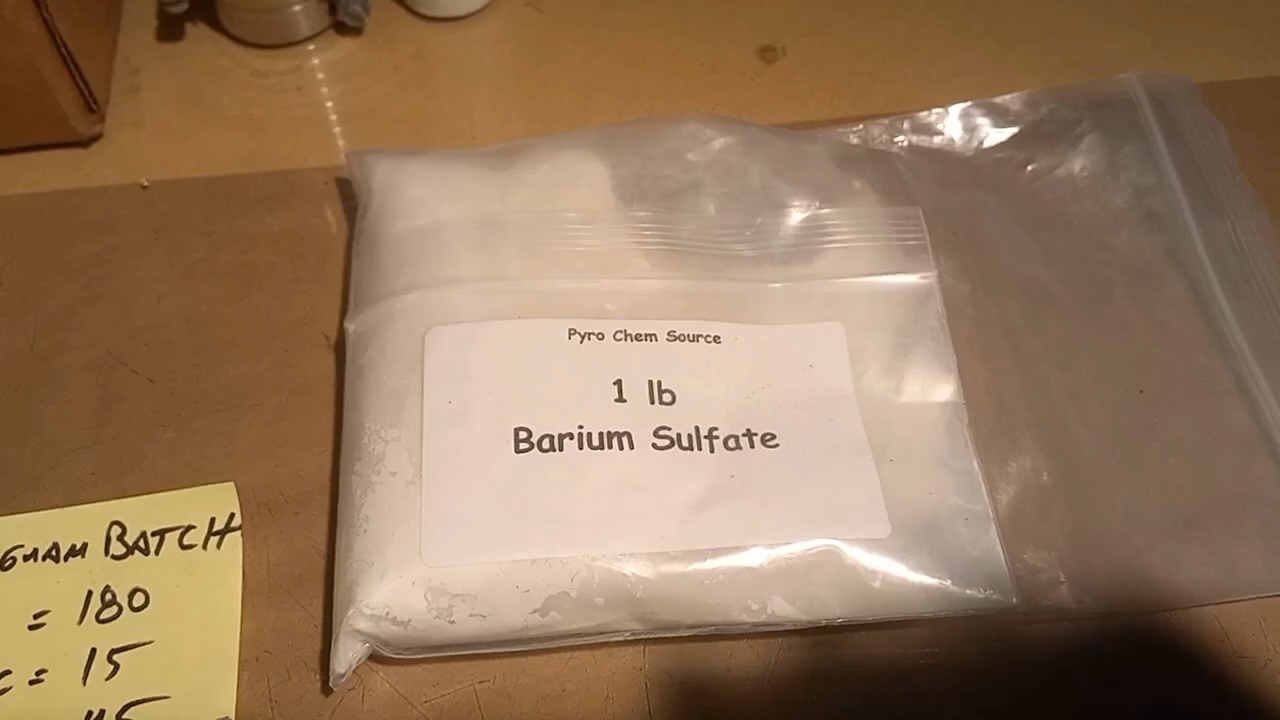 Pyro Chem Source
1 lb
Barium Sulfate
BATCH
= 180
= 15